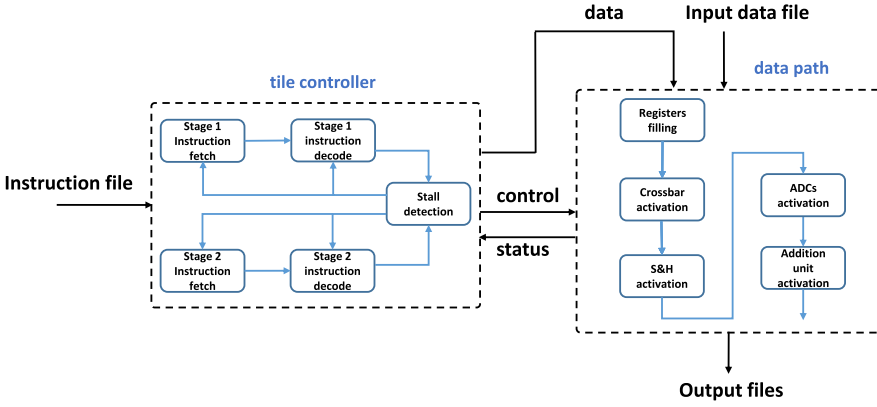 data
Input data file
tile controller
data path
Stage 1
Instruction
fetch
Stage 1
instruction
decode
Registers
filling
Instruction file
Stall
detection
control
status
Crossbar
activation
ADCs
activation
Stage 2
Instruction
fetch
Stage 2
instruction
decode
S&H
activation
Addition
unit
activation
Output files